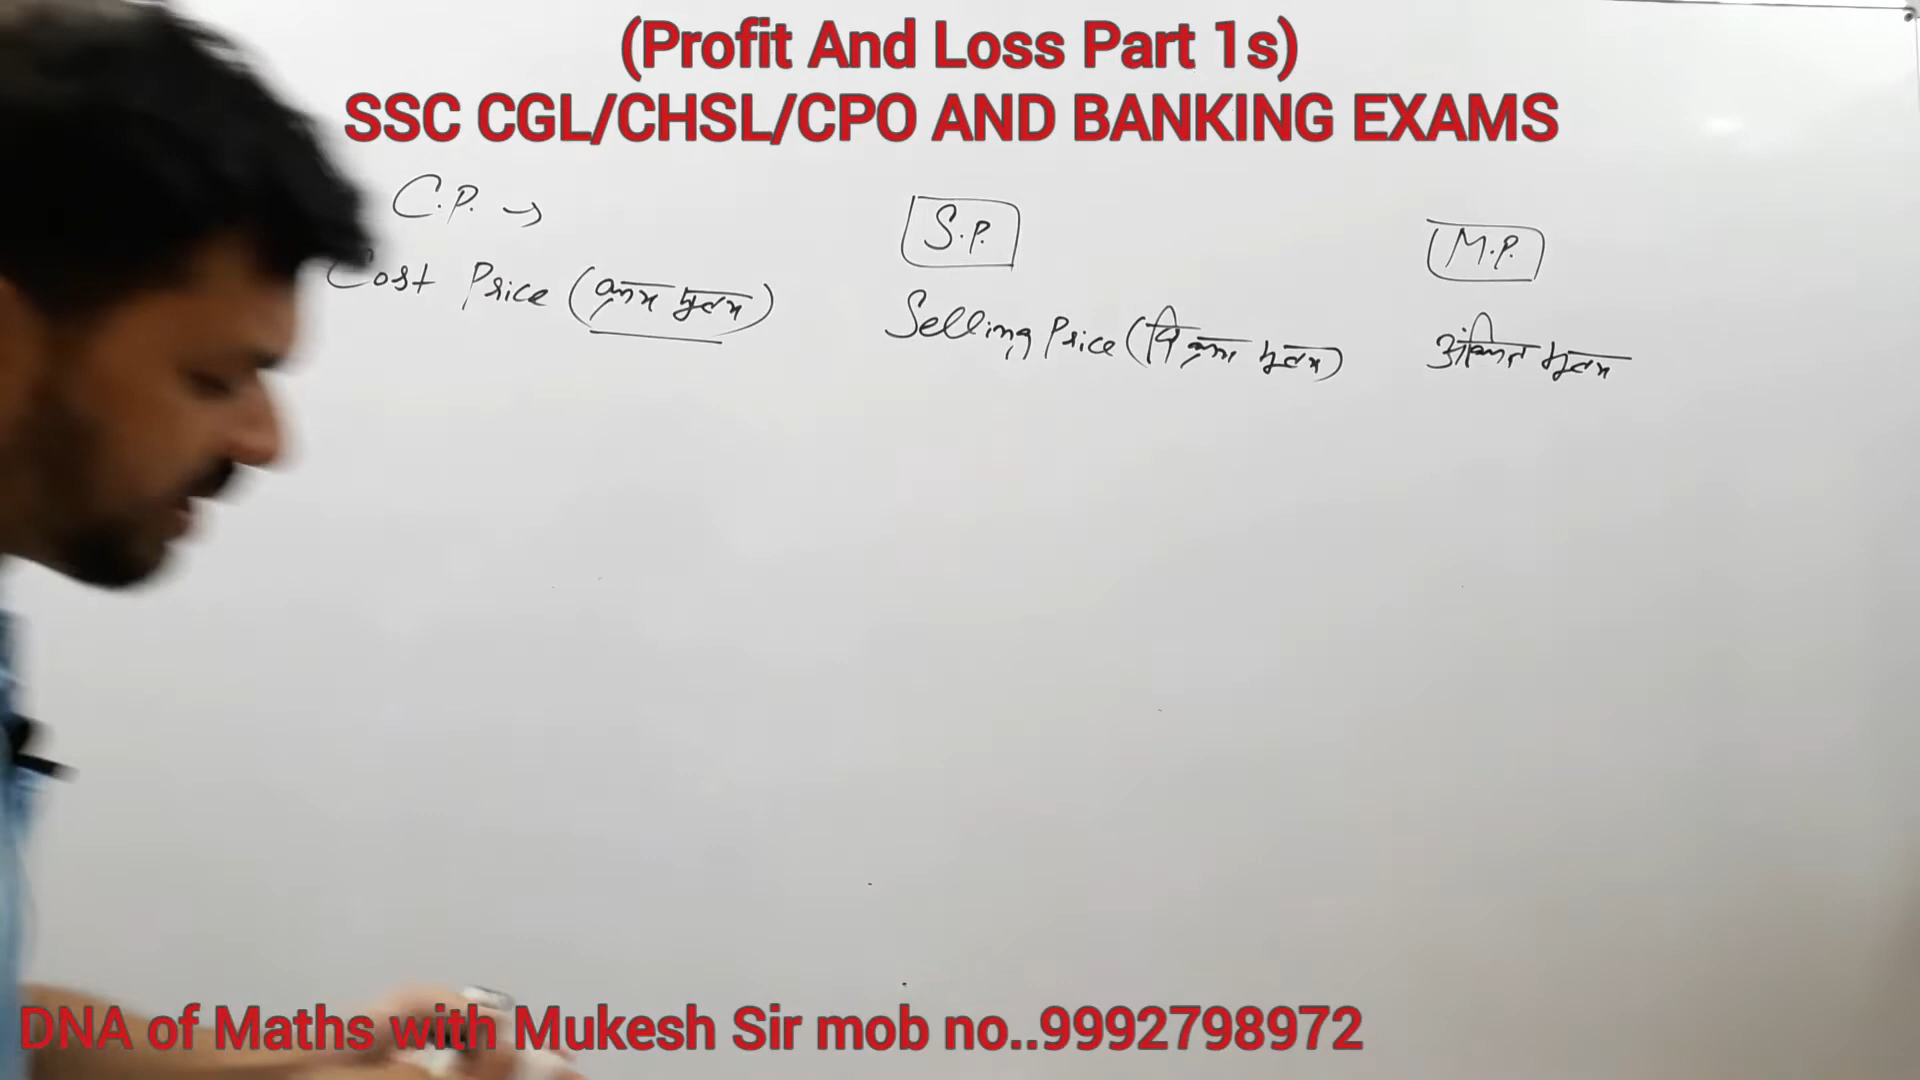 (Profit And Loss Part 1s)
SSC CGL/CHSL/CPO AND BANKING EXAMS
C.P. →
Cost Price (क्रय मूल्य)
S.P.
Selling Price (विक्रय मूल्य)
M.P.
अंकित मूल्य
DNA of Maths with Mukesh Sir mob no..9992798972